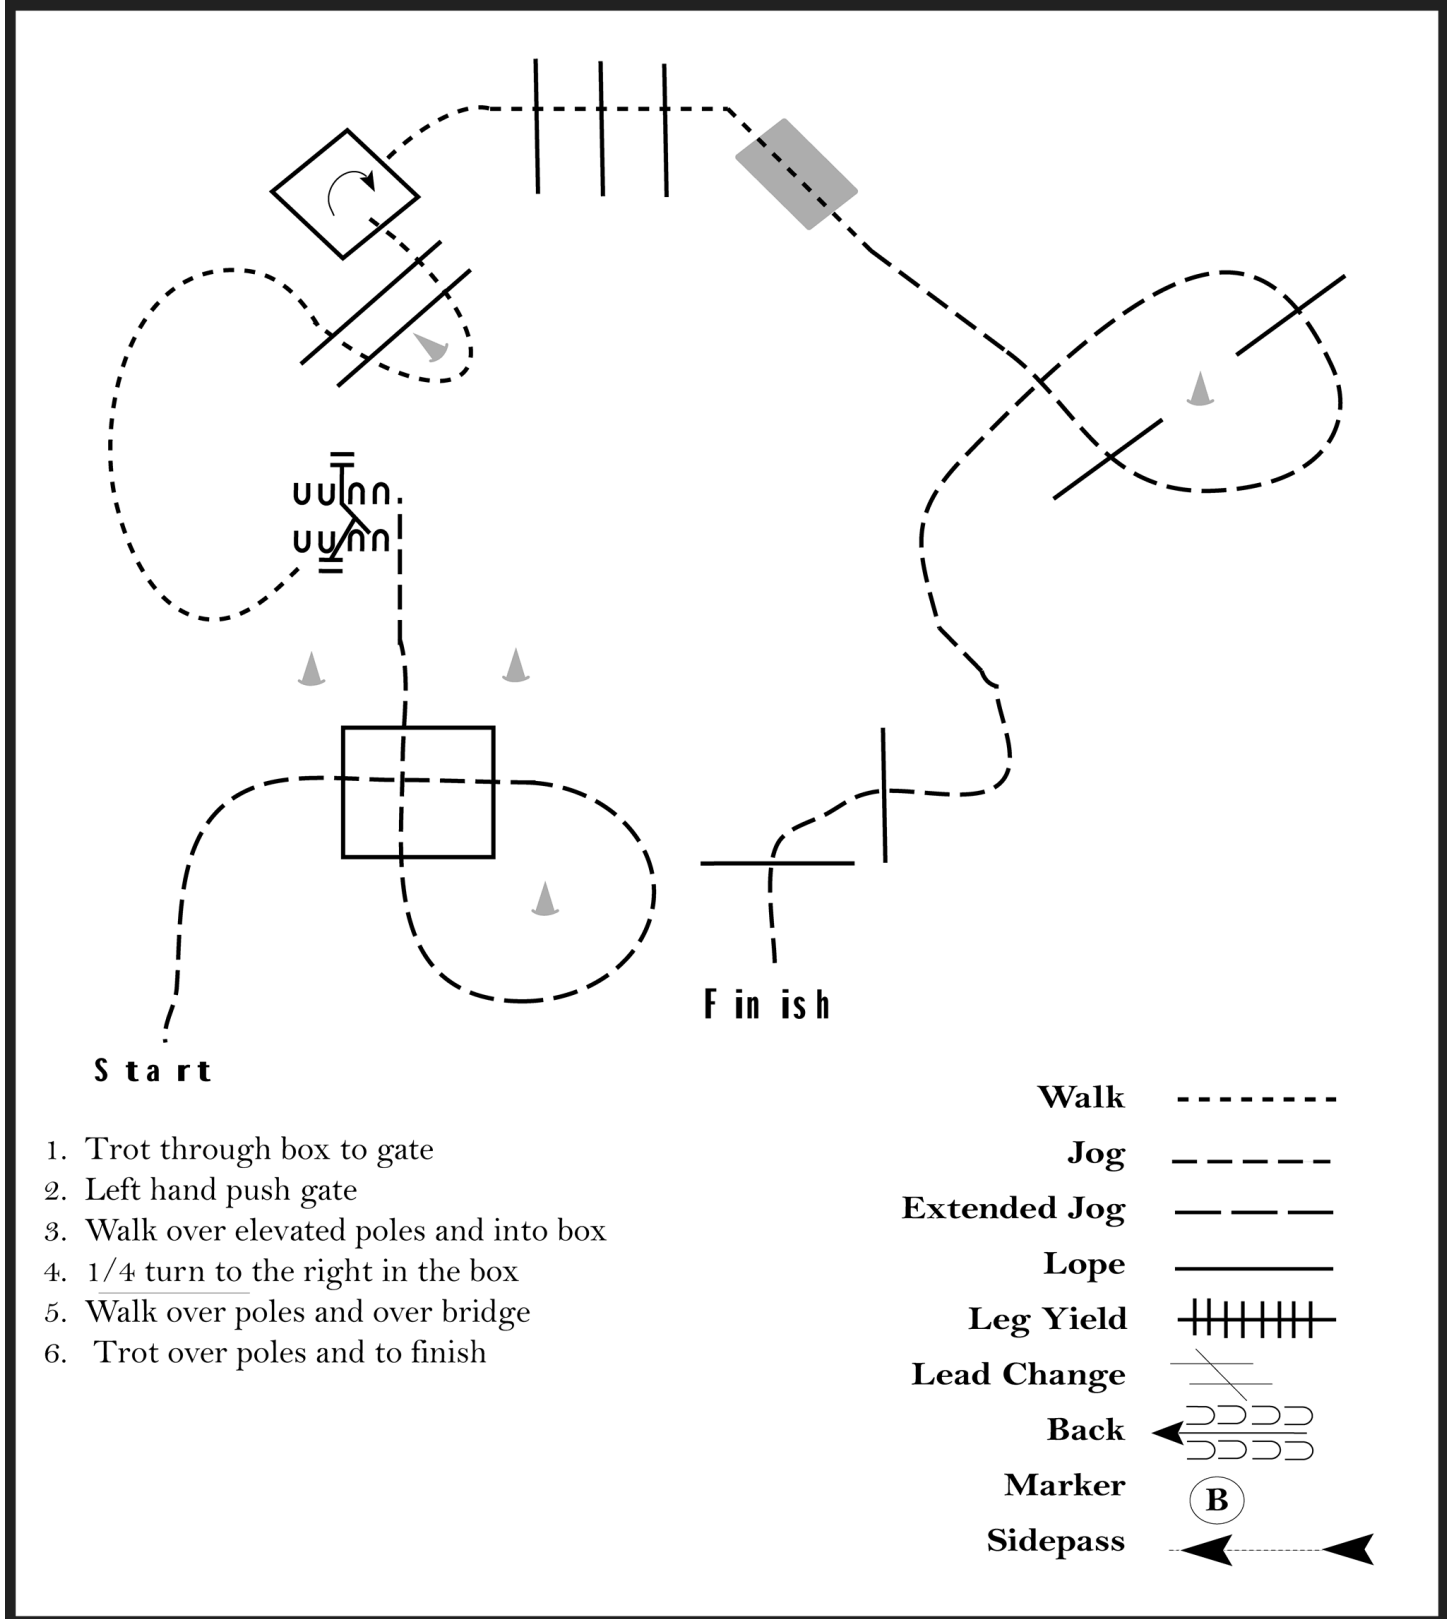 Finish
Start
1. Trot through box to gate
2. Left hand push gate
3. Walk over elevated poles and into box
4. 1/4 turn to the right in the box
5. Walk over poles and over bridge
6. Trot over poles and to finish
Walk
Jog
Extended Jog
Lope
Leg Yield
Lead Change
Back
Marker B
Sidepass